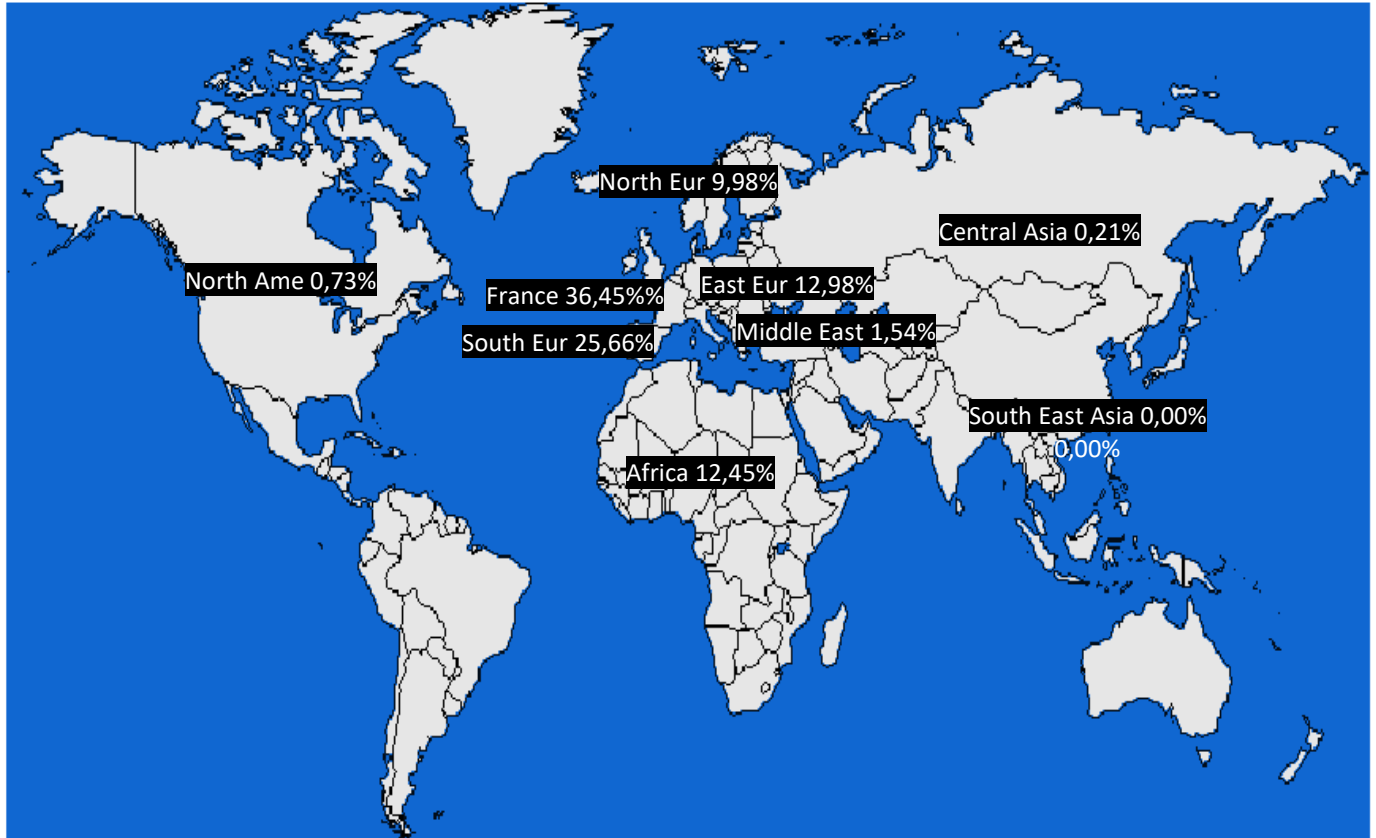 North Eur 9,98%
Central Asia 0,21%
North Ame 0,73%
East Eur 12,98%
France 36,45%%
Middle East 1,54%
South Eur 25,66%
South East Asia 0,00%
0,00%
Africa 12,45%